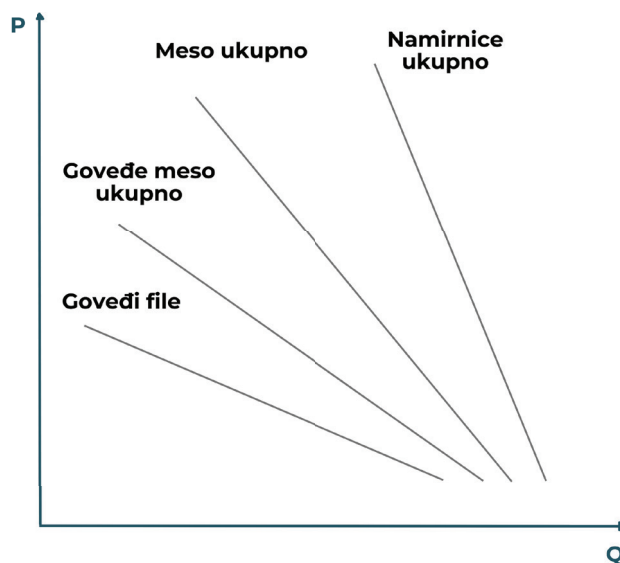 P
Meso ukupno
Namirnice
ukupno
Goveđe meso
ukupno
Goveđi file
Q